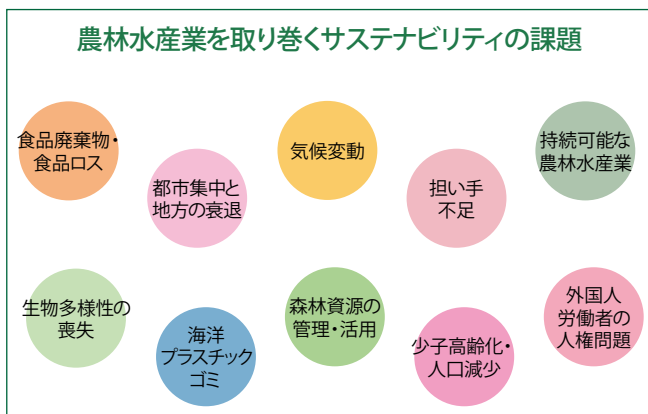 農林水産業を取り巻くサステナビリティの課題
食品廃棄物・
食品ロス
都市集中と
地方の衰退
気候変動
担い手
不足
持続可能な
農林水産業
生物多様性の
喪失
海洋
プラスチック
ゴミ
森林資源の
管理・活用
少子高齢化・
人口減少
外国人
労働者の
人権問題